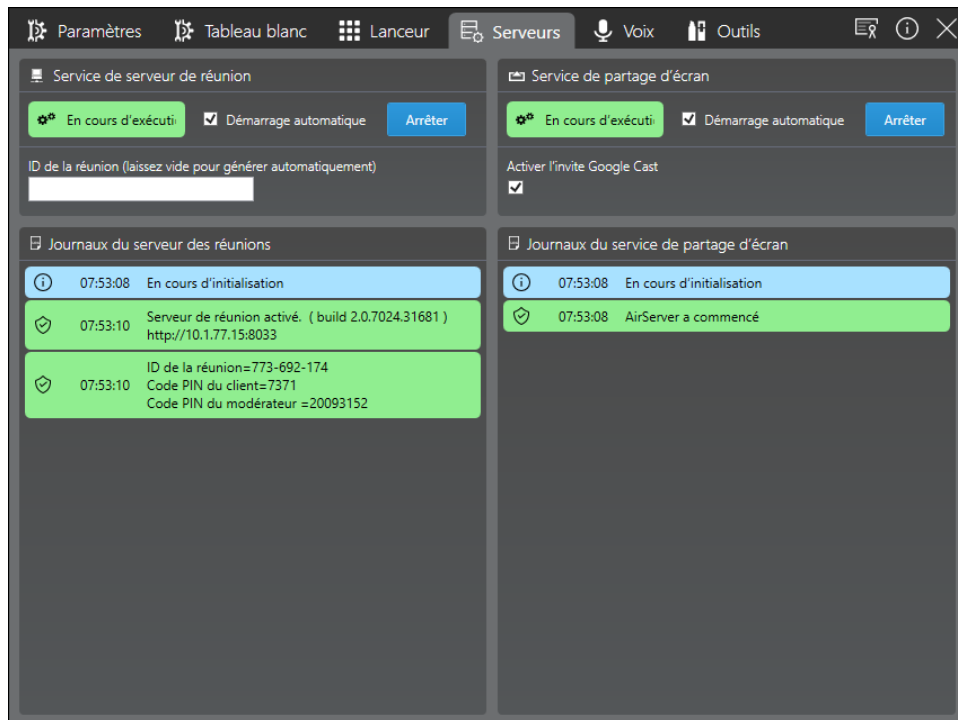 Paramètres Tableau blanc Lanceur Serveurs Voix Outils
Service de serveur de réunion
En cours d'exécuti Démarrage automatique Arrêter
ID de la réunion (laissez vide pour générer automatiquement)
Service de partage d'écran
En cours d'exécuti Démarrage automatique Arrêter
Activer l'invite Google Cast
Journaux du serveur des réunions
07:53:08 En cours d'initialisation
07:53:10 Serveur de réunion activé. ( build 2.0.7024.31681 )
http://10.1.77.15:8033
07:53:10 ID de la réunion=773-692-174
Code PIN du client=7371
Code PIN du modérateur =20093152
Journaux du service de partage d'écran
07:53:08 En cours d'initialisation
07:53:08 AirServer a commencé